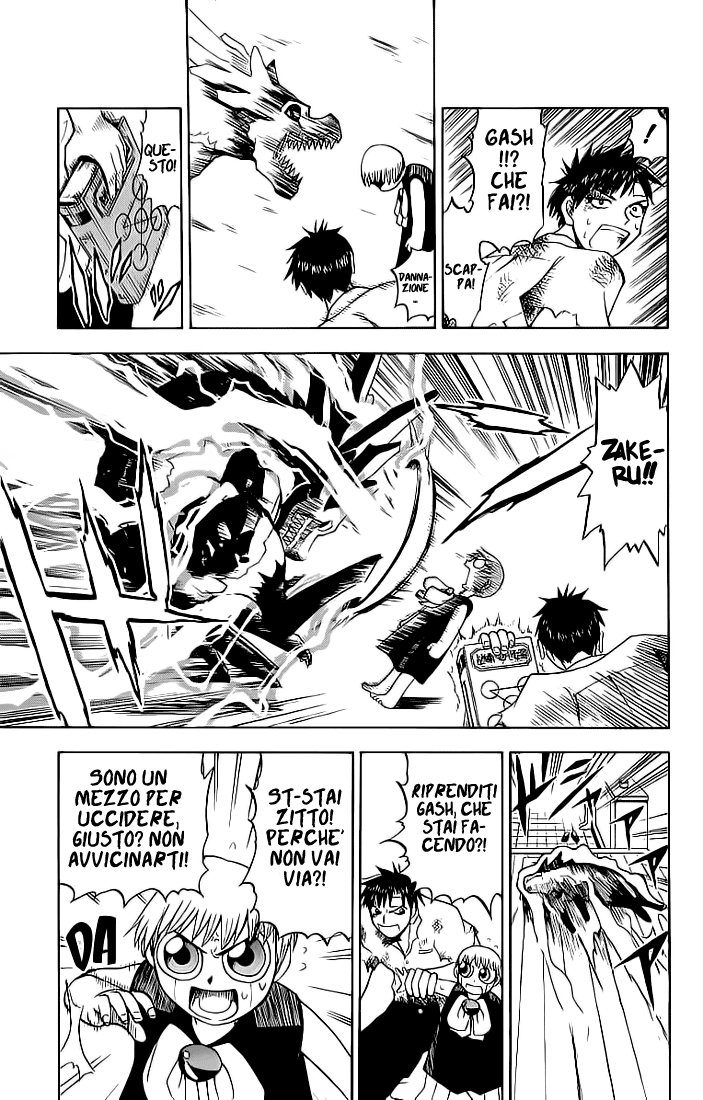 !
GASH
!!?
CHE
FAI?!
SCAP-
PA!
DANNA-
ZIONE
QUE-
STO!
ZAKE-
RU!!
RIPRENDITI
GASH, CHE
STAI FA-
CENDO?!
ST-STAI
ZITTO!
PERCHE'
NON VAI
VIA?!
SONO UN
MEZZO PER
UCCIDERE,
GIUSTO? NON
AVVICINARTI!
DA